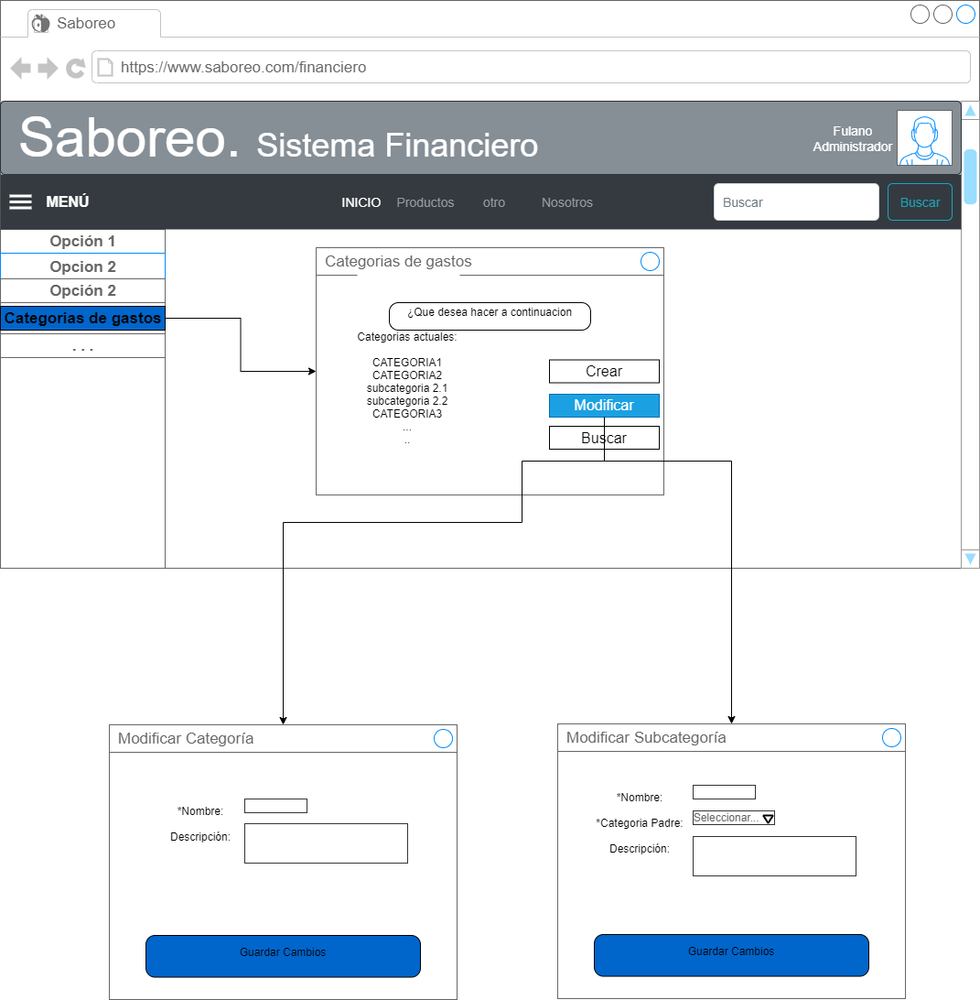 Saboreo
https://www.saboreo.com/financiero
Saboreo. Sistema Financiero
Fulano
Administrador
MENÚ
INICIO Productos otro Nosotros
Buscar
Buscar
Opción 1
Opcion 2
Opción 2
Categorias de gastos
. . .
Categorias de gastos
¿Que desea hacer a continuacion
Categorias actuales:
CATEGORIA1
CATEGORIA2
subcategoria 2.1
subcategoria 2.2
CATEGORIA3
...
..
Crear
Modificar
Buscar
Modificar Categoría
*Nombre:
Descripción:
Guardar Cambios
Modificar Subcategoría
*Nombre:
*Categoria Padre: Seleccionar...
Descripción:
Guardar Cambios